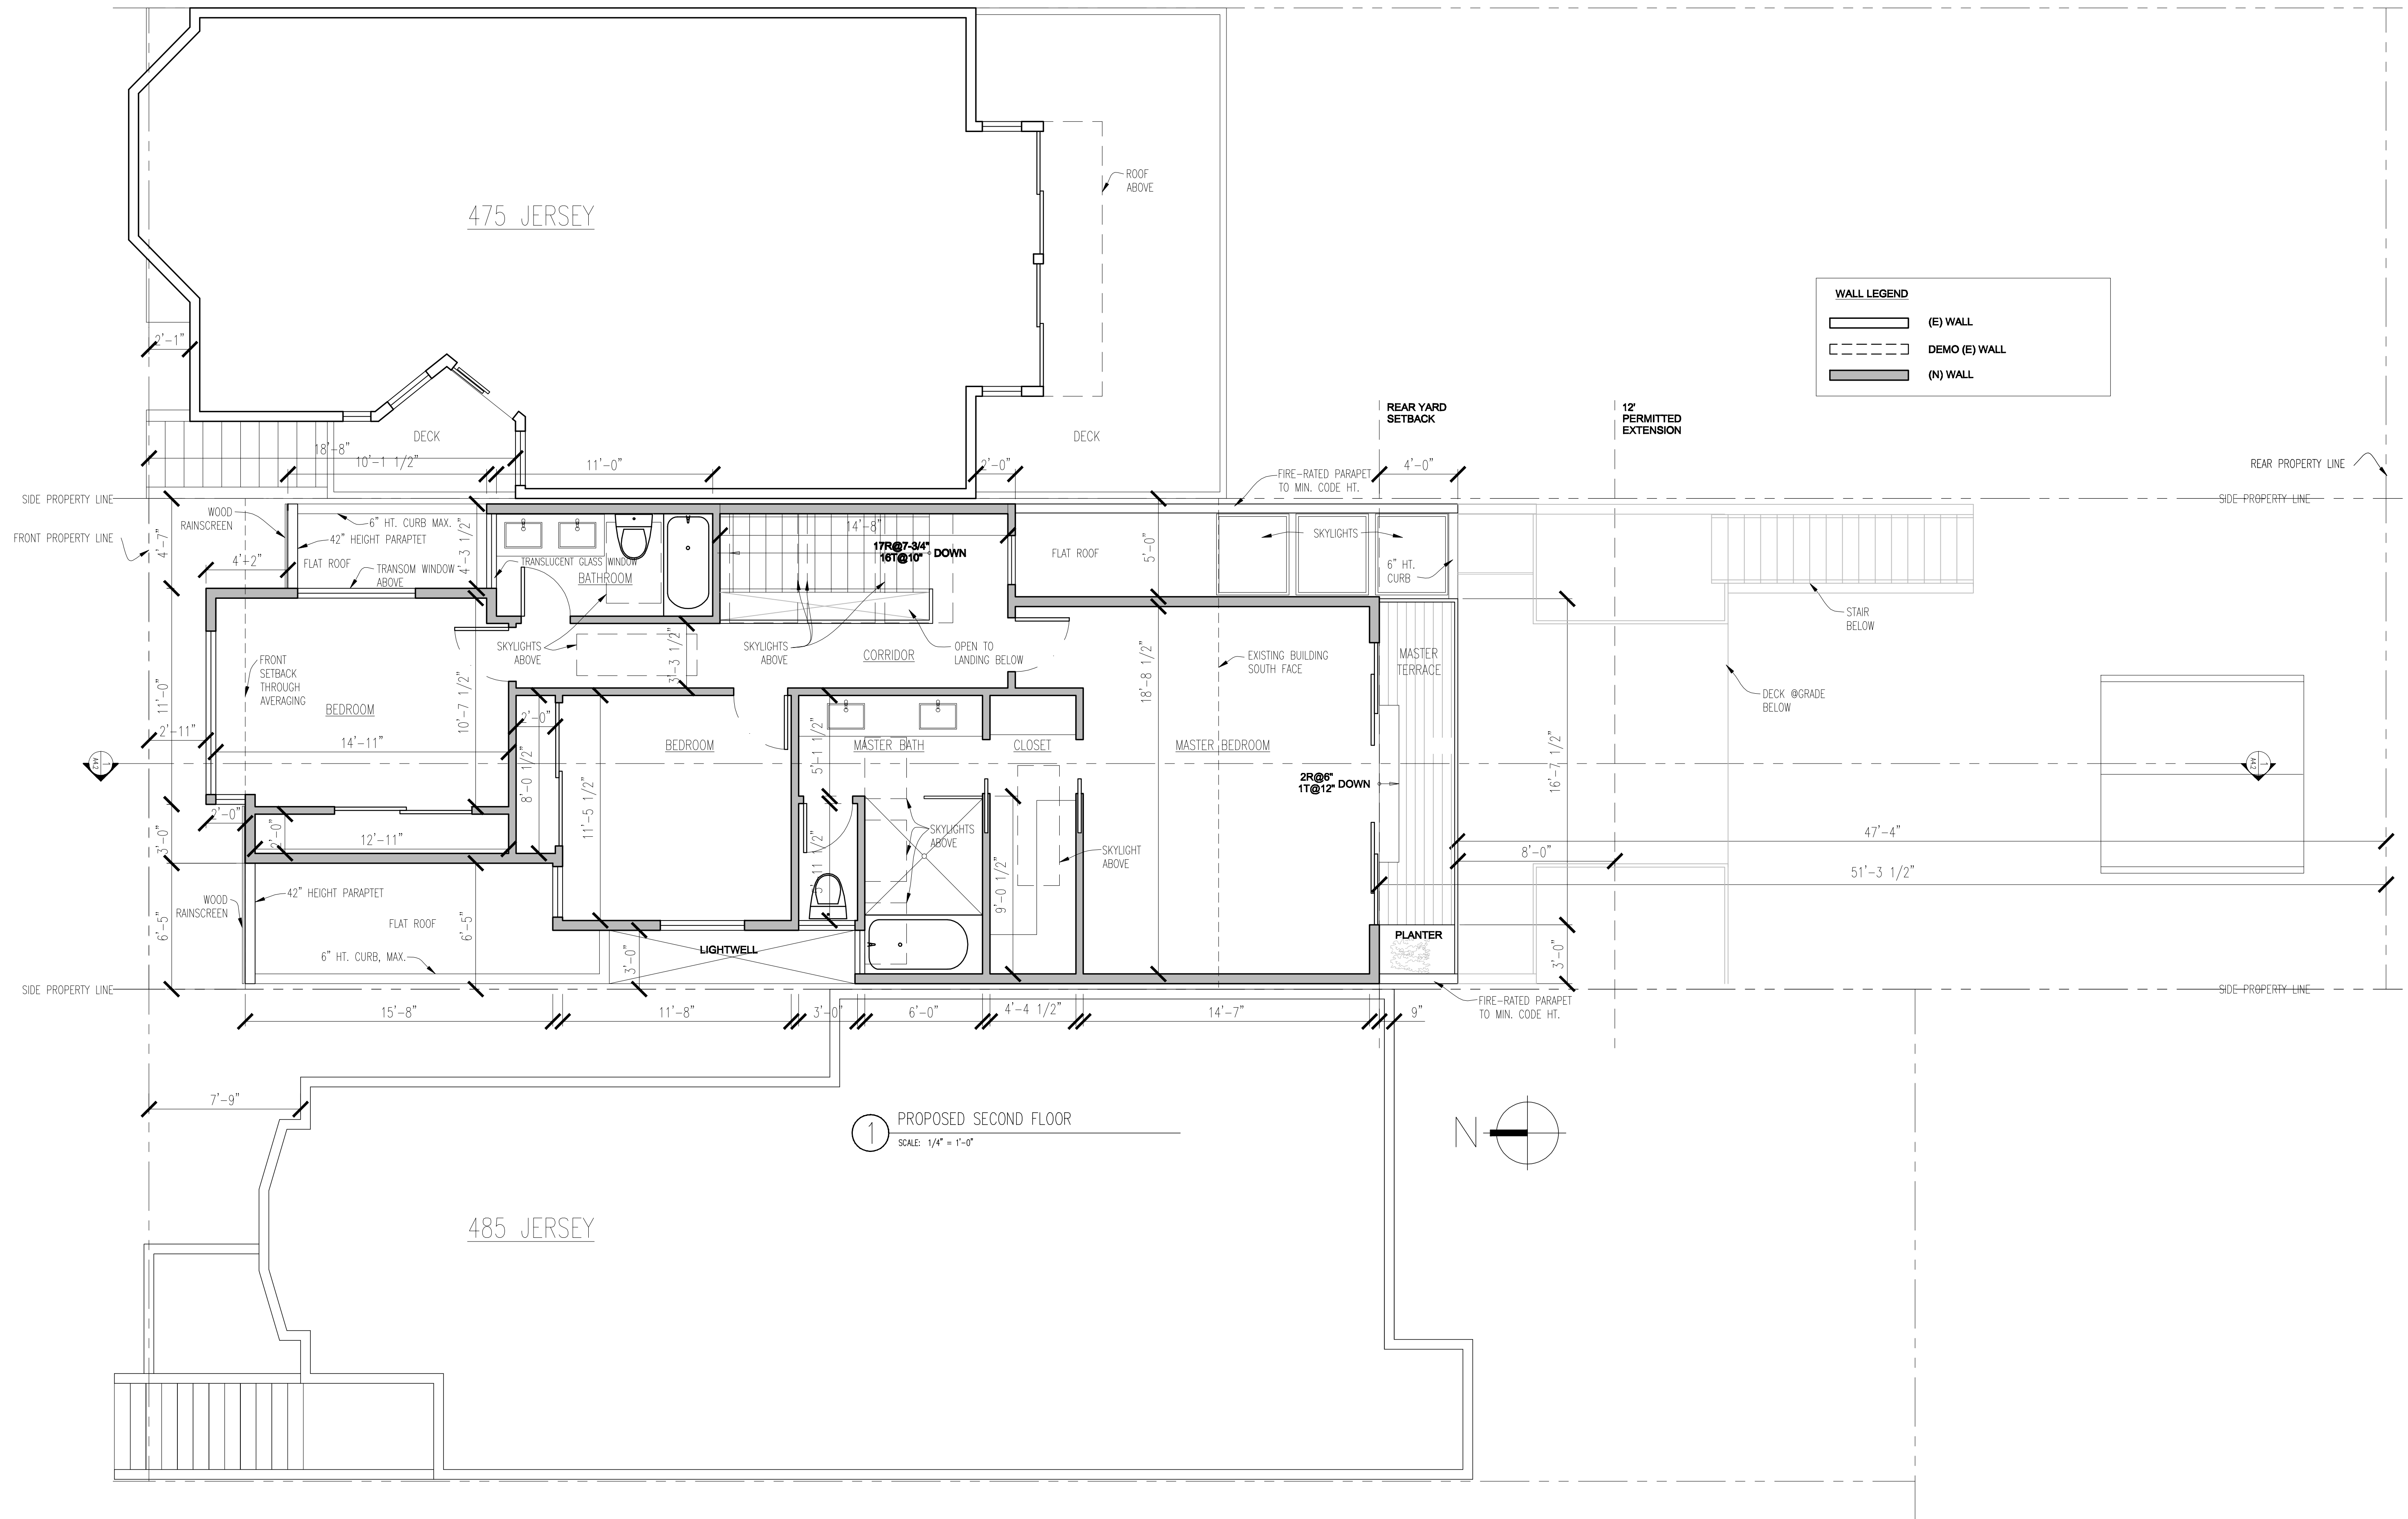 475 JERSEY
ROOF
ABOVE
WALL LEGEND
(E) WALL
DEMO (E) WALL
(N) WALL
2'-1"
DECK
18'-8"
10'-1 1/2"
11'-0"
2'-0"
DECK
REAR YARD
SETBACK
12'
PERMITTED
EXTENSION
4'-0"
FIRE-RATED PARAPET
TO MIN. CODE HT.
REAR PROPERTY LINE
SIDE PROPERTY LINE
SIDE PROPERTY LINE
FRONT PROPERTY LINE
4'-7"
WOOD
RAINSCREEN
6" HT. CURB MAX.
42" HEIGHT PARAPTET
FLAT ROOF
TRANSOM WINDOW
ABOVE
4'-2"
4'-3 1/2"
TRANSLUCENT GLASS WINDOW
BATHROOM
14'-8"
17R@7-3/4"
16T@10"
DOWN
FLAT ROOF
5'-0"
SKYLIGHTS
6" HT.
CURB
STAIR
BELOW
SKYLIGHTS
ABOVE
3'-3 1/2"
SKYLIGHTS
ABOVE
CORRIDOR
OPEN TO
LANDING BELOW
EXISTING BUILDING
SOUTH FACE
18'-8 1/2"
MASTER
TERRACE
DECK @GRADE
BELOW
FRONT
SETBACK
THROUGH
AVERAGING
11'-0"
2'-11"
BEDROOM
14'-11"
10'-7 1/2"
2'-0"
8'-0 1/2"
BEDROOM
11'-5 1/2"
MASTER BATH
5'-1 1/2"
CLOSET
MASTER BEDROOM
2R@6"
1T@12"
DOWN
16'-7 1/2"
1
A4.2
1
A4.2
2'-0"
3'-0"
2'-0"
12'-11"
SKYLIGHTS
ABOVE
SKYLIGHT
ABOVE
9'-0 1/2"
47'-4"
8'-0"
51'-3 1/2"
42" HEIGHT PARAPTET
WOOD
RAINSCREEN
6'-5"
FLAT ROOF
6'-5"
6" HT. CURB, MAX.
3'-0"
LIGHTWELL
PLANTER
3'-0"
SIDE PROPERTY LINE
SIDE PROPERTY LINE
FIRE-RATED PARAPET
TO MIN. CODE HT.
15'-8"
11'-8"
3'-0"
6'-0"
4'-4 1/2"
14'-7"
9"
7'-9"
1
PROPOSED SECOND FLOOR
SCALE: 1/4" = 1'-0"
N
485 JERSEY